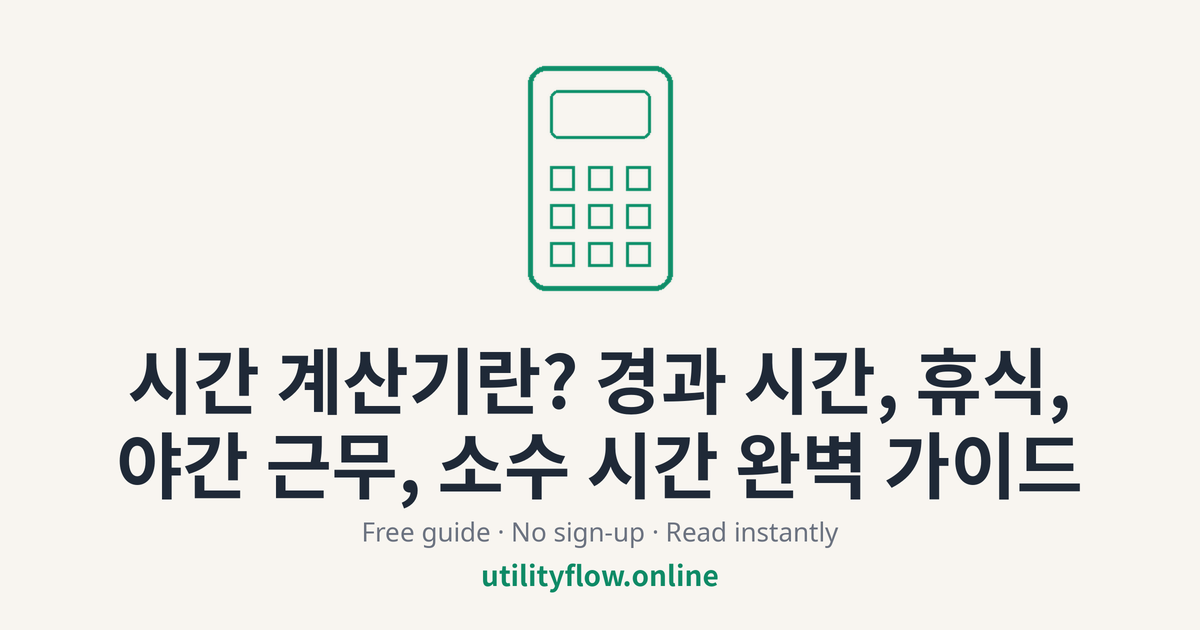 시간 계산기란? 경과 시간, 휴식,
야간 근무, 소수 시간 완벽 가이드
Free guide · No sign-up · Read instantly
utilityflow.online